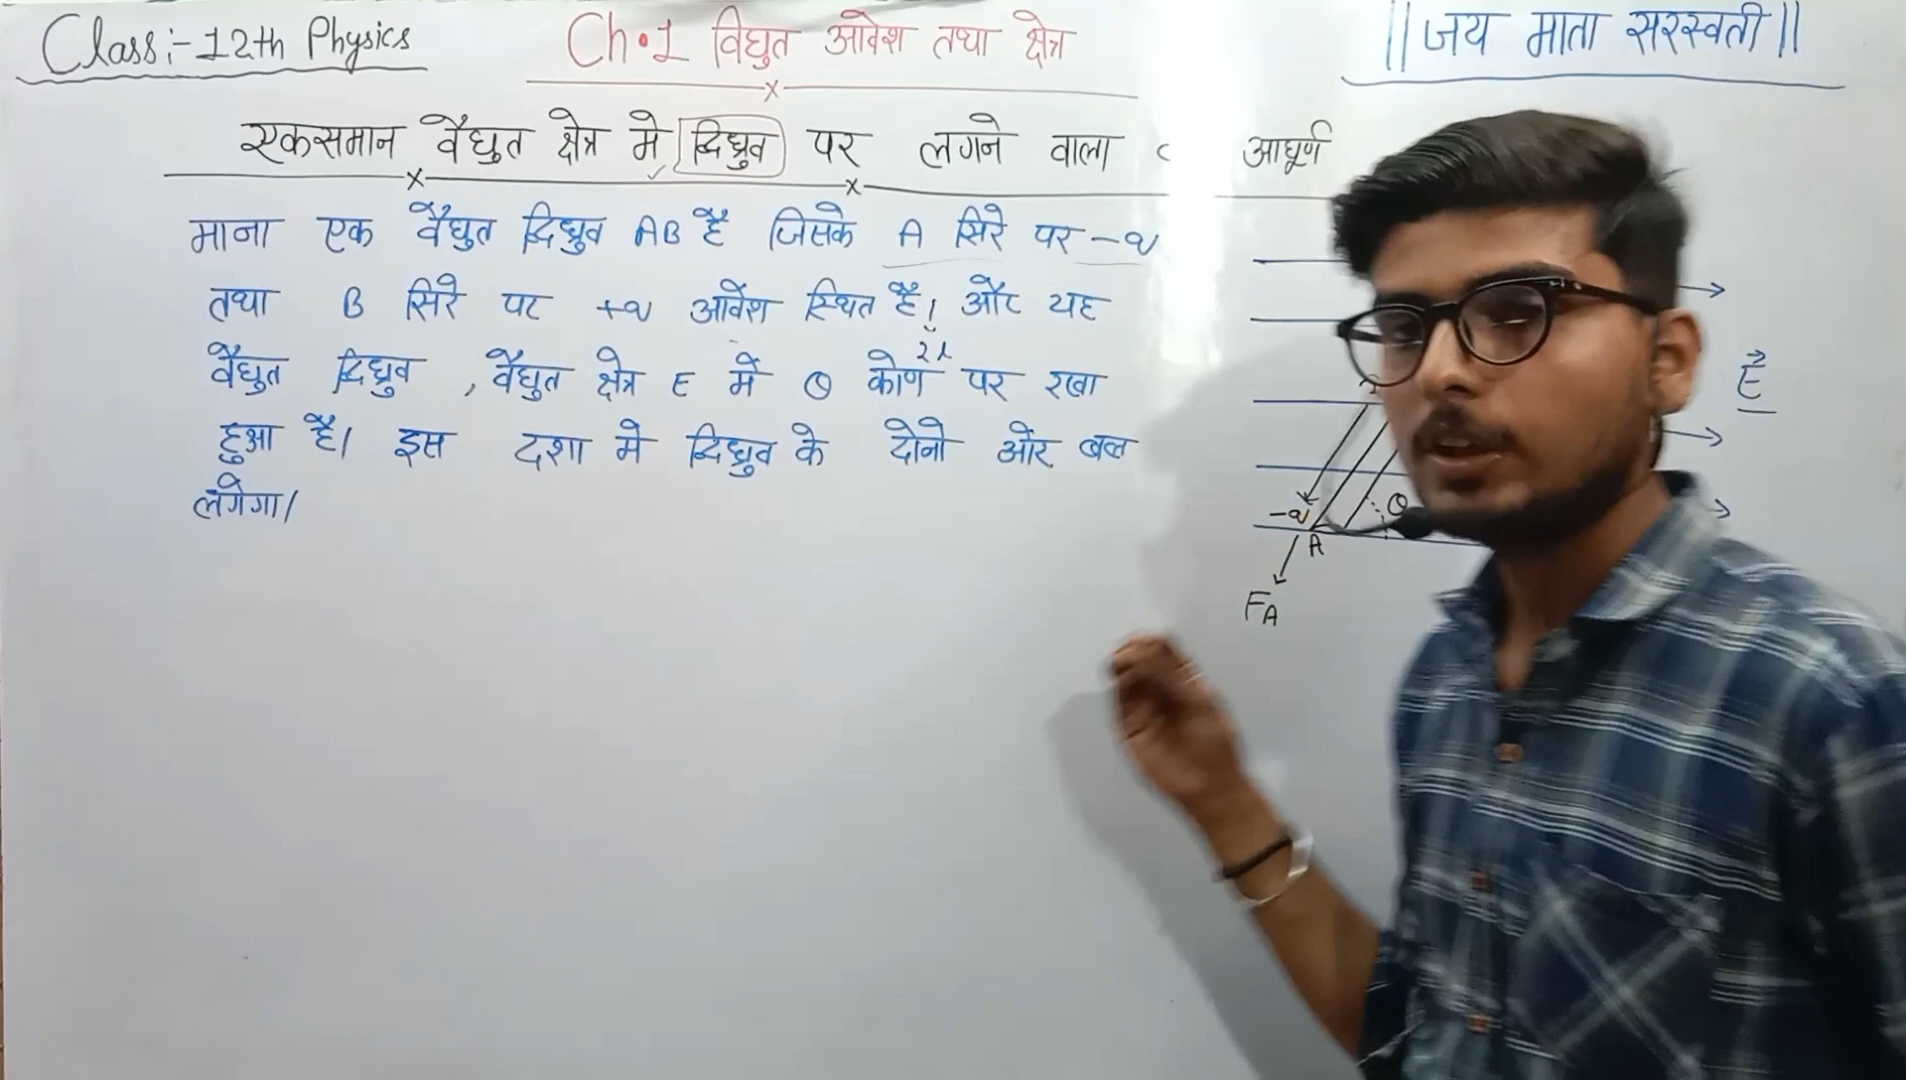 Class:- 12th Physics
Ch•1 विद्युत आवेश तथा क्षेत्र
||जय माता सरस्वती||
एकसमान वैद्युत क्षेत्र मे द्विध्रुव पर लगने वाला आघूर्ण
माना एक वैद्युत द्विध्रुव AB है जिसके A सिरे पर -q
तथा B सिरे पर +q आवेश स्थित है। और यह
2l
वैद्युत द्विध्रुव , वैद्युत क्षेत्र E में θ कोण पर रखा
हुआ है। इस दशा मे द्विध्रुव के दोनो ओर बल
लगेगा।
E
-q
θ
A
FA